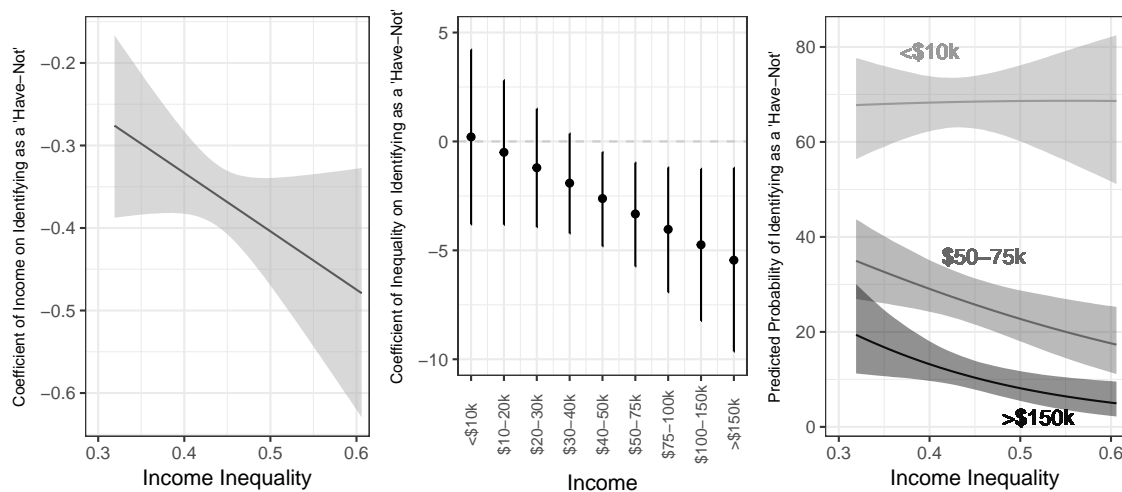 Coefficient of Income on Identifying as a 'Have−Not'
−0.2
−0.3
−0.4
−0.5
−0.6
0.3
0.4
0.5
0.6
Income Inequality
Coefficient of Inequality on Identifying as a 'Have−Not'
5
0
−5
−10
<$10k
$10−20k
$20−30k
$30−40k
$40−50k
$50−75k
$75−100k
$100−150k
>$150k
Income
Predicted Probability of Identifying as a 'Have−Not'
80
60
40
20
0
<$10k
$50−75k
>$150k
0.3
0.4
0.5
0.6
Income Inequality